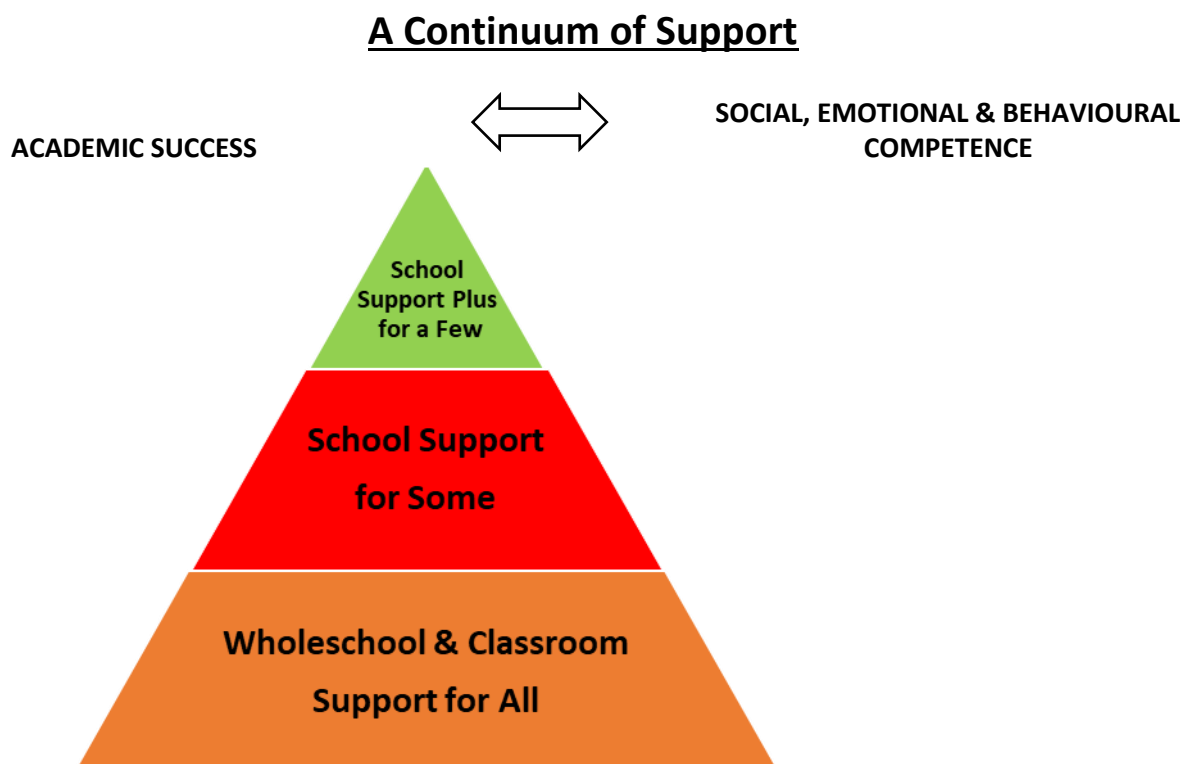 A Continuum of Support
SOCIAL, EMOTIONAL & BEHAVIOURAL
COMPETENCE
ACADEMIC SUCCESS
School
Support Plus
for a Few
School Support
for Some
Wholeschool & Classroom
Support for All